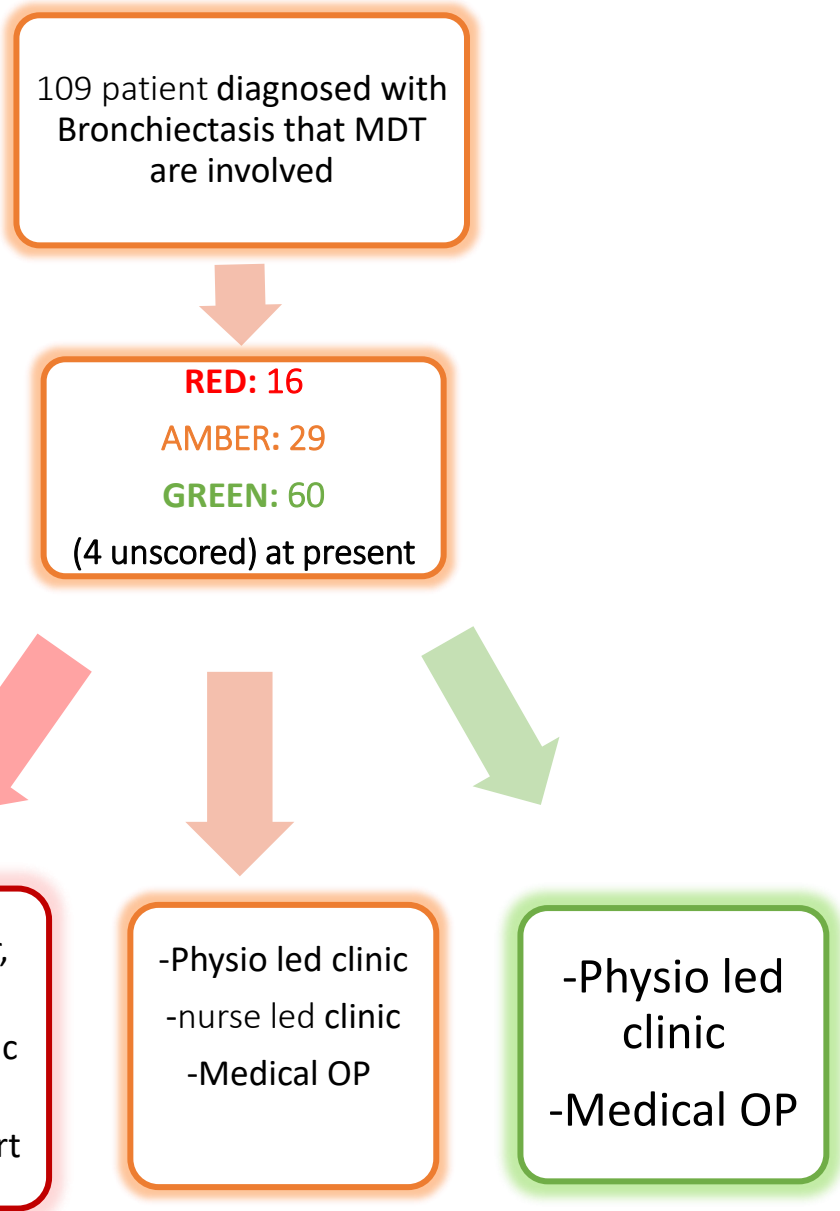 109 patient diagnosed with
Bronchiectasis that MDT
are involved
RED: 16
AMBER: 29
GREEN: 60
(4 unscored) at present
-Physio led clinic
-nurse led clinic
-Medical OP
-Physio led
clinic
-Medical OP